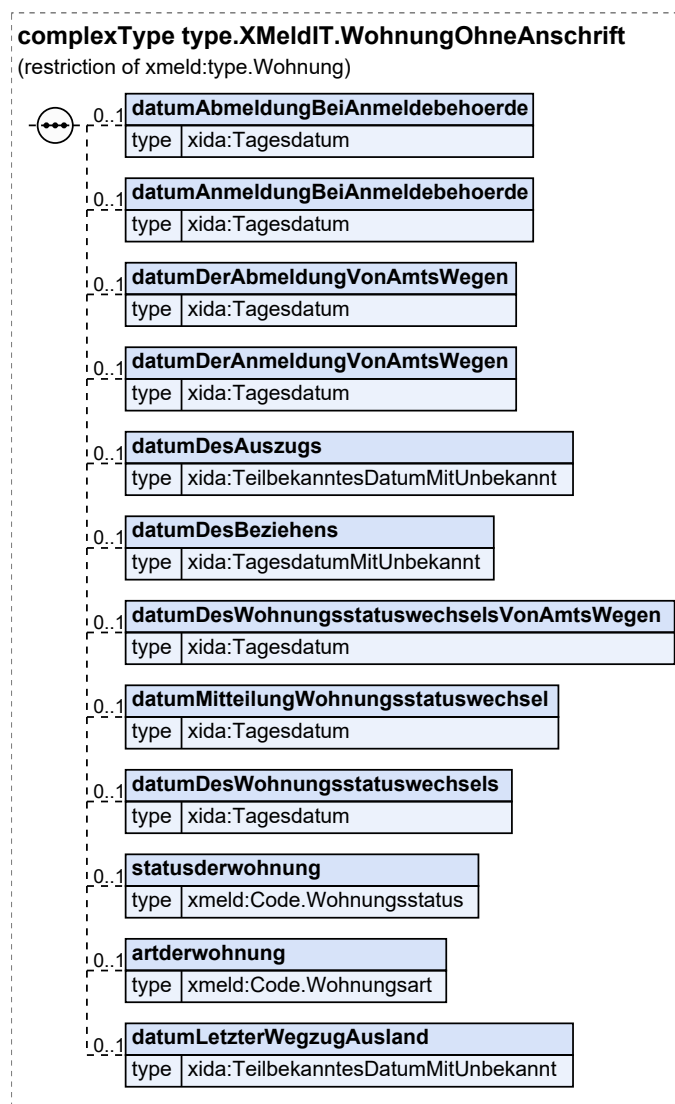 complexType type.XMeldIT.WohnungOhneAnschrift
(restriction of xmeld:type.Wohnung)
0..1 datumAbmeldungBeiAnmeldebehoerde
type xida:Tagesdatum
0..1 datumAnmeldungBeiAnmeldebehoerde
type xida:Tagesdatum
0..1 datumDerAbmeldungVonAmtsWegen
type xida:Tagesdatum
0..1 datumDerAnmeldungVonAmtsWegen
type xida:Tagesdatum
0..1 datumDesAuszugs
type xida:TeilbekanntesDatumMitUnbekannt
0..1 datumDesBeziehens
type xida:TagesdatumMitUnbekannt
0..1 datumDesWohnungsstatuswechselsVonAmtsWegen
type xida:Tagesdatum
0..1 datumMitteilungWohnungsstatuswechsel
type xida:Tagesdatum
0..1 datumDesWohnungsstatuswechsels
type xida:Tagesdatum
0..1 statusderwohnung
type xmeld:Code.Wohnungsstatus
0..1 artderwohnung
type xmeld:Code.Wohnungsart
0..1 datumLetzterWegzugAusland
type xida:TeilbekanntesDatumMitUnbekannt